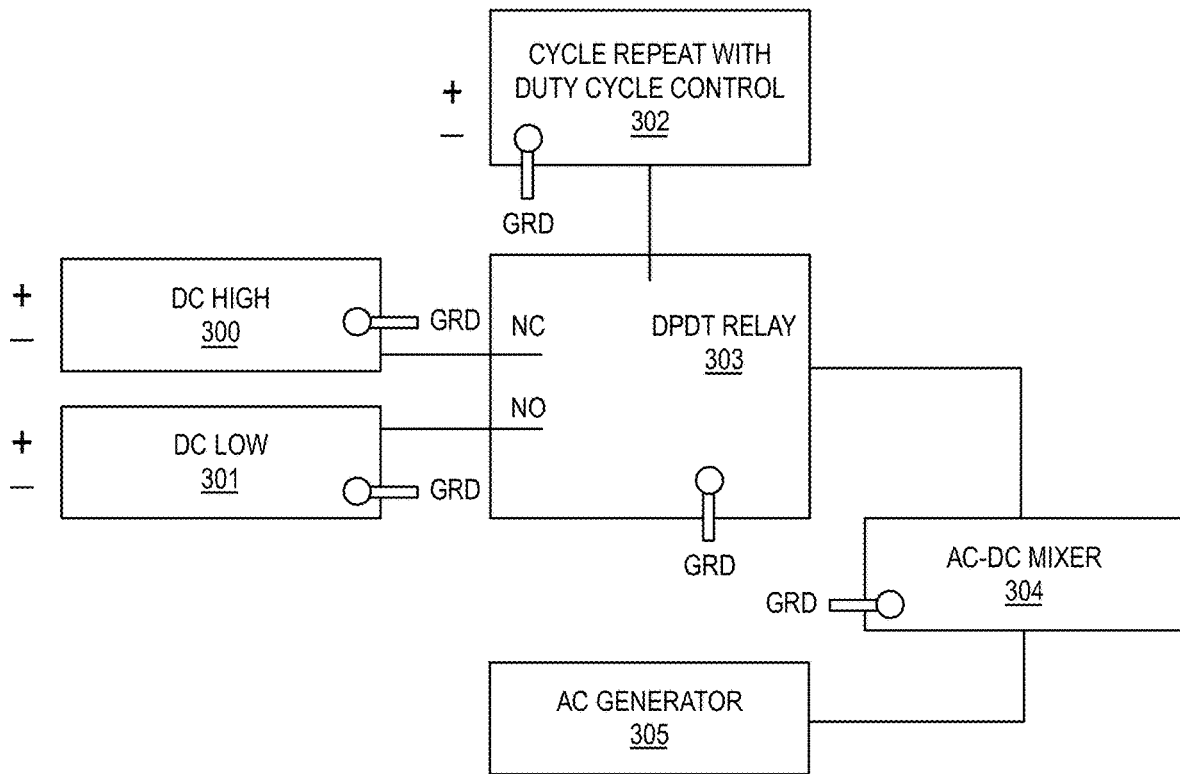 CYCLE REPEAT WITH
DUTY CYCLE CONTROL
302
+
−
GRD
DC HIGH
300
+
−
GRD
NC
DPDT RELAY
303
NO
DC LOW
301
+
−
GRD
GRD
AC-DC MIXER
304
GRD
AC GENERATOR
305